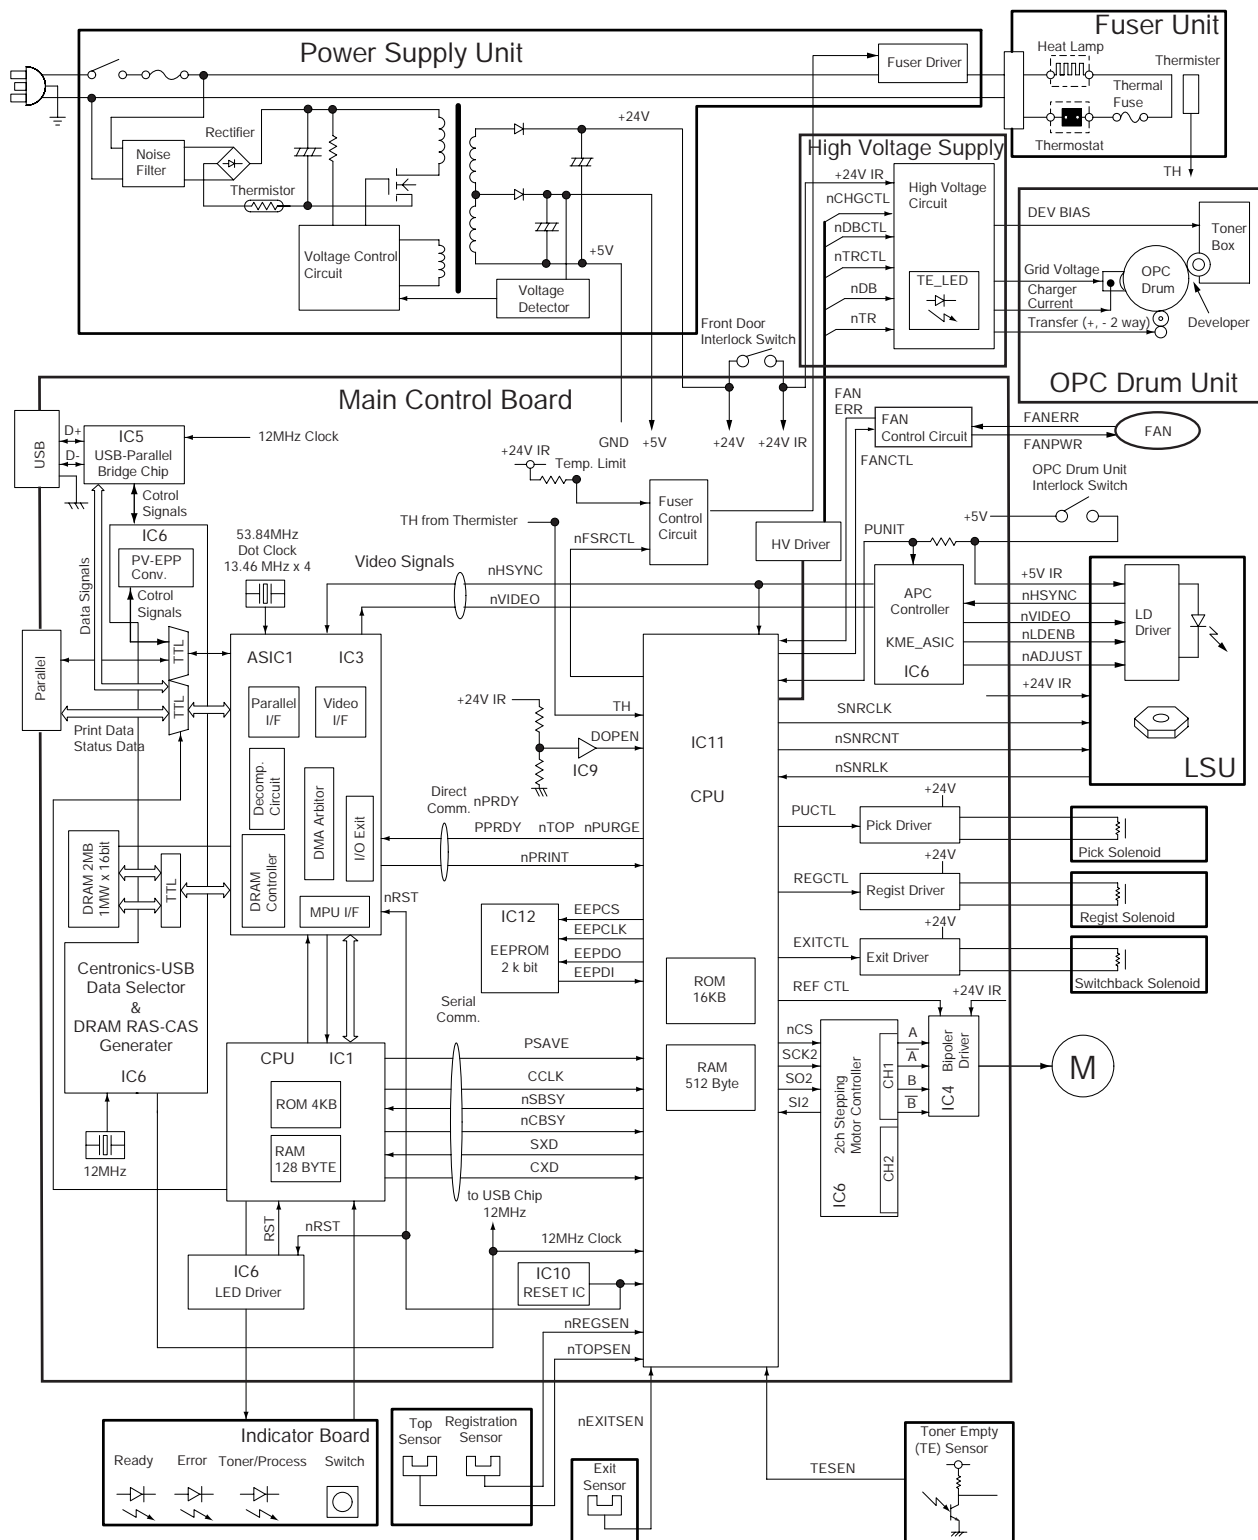 Power Supply Unit
Fuser Unit
Fuser Driver
Heat Lamp
Thermister
Thermal
Fuse
Thermostat
TH
Rectifier
Noise
Filter
Thermistor
Voltage Control
Circuit
Voltage
Detector
+24V
+5V
High Voltage Supply
+24V IR
nCHGCTL
nDBCTL
nTRCTL
nDB
nTR
High Voltage
Circuit
TE_LED
DEV BIAS
Toner
Box
Grid Voltage
Charger
Current
OPC
Drum
Transfer (+, - 2 way)
Developer
OPC Drum Unit
Front Door
Interlock Switch
Main Control Board
GND
+5V
+24V
+24V IR
FAN
ERR
FAN
Control Circuit
FANCTL
FANERR
FANPWR
FAN
USB
D+
D-
IC5
USB-Parallel
Bridge Chip
12MHz Clock
Cotrol
Signals
IC6
PV-EPP
Conv.
Cotrol
Signals
Data Signals
53.84MHz
Dot Clock
13.46 MHz x 4
Video Signals
+24V IR
Temp. Limit
Fuser
Control
Circuit
TH from Thermister
nFSRCTL
nHSYNC
nVIDEO
HV Driver
PUNIT
OPC Drum Unit
Interlock Switch
+5V
APC
Controller
KME_ASIC
IC6
+5V IR
nHSYNC
nVIDEO
nLDENB
nADJUST
LD
Driver
+24V IR
LSU
Parallel
TTL
TTL
Print Data
Status Data
ASIC1
IC3
Parallel
I/F
Video
I/F
Decomp.
Circuit
DMA Arbitor
I/O Exit
DRAM
Controller
MPU I/F
DRAM 2MB
1MW x 16bit
TTL
nRST
+24V IR
TH
DOPEN
IC9
Direct
Comm.
nPRDY
PPRDY
nTOP
nPURGE
nPRINT
IC11
CPU
ROM
16KB
RAM
512 Byte
SNRCLK
nSNRCNT
nSNRLK
PUCTL
+24V
Pick Driver
Pick Solenoid
REGCTL
+24V
Regist Driver
Regist Solenoid
EXITCTL
+24V
Exit Driver
Switchback Solenoid
IC12
EEPROM
2 k bit
EEPCS
EEPCLK
EEPDO
EEPDI
REF CTL
+24V IR
nCS
SCK2
SO2
SI2
2ch Stepping
Motor Controller
IC6
CH1
CH2
A
A
B
B
Bipoler
Driver
IC4
M
Centronics-USB
Data Selector
&
DRAM RAS-CAS
Generater
IC6
12MHz
CPU
IC1
ROM 4KB
RAM
128 BYTE
Serial
Comm.
PSAVE
CCLK
nSBSY
nCBSY
SXD
CXD
to USB Chip
12MHz
12MHz Clock
RST
nRST
IC6
LED Driver
IC10
RESET IC
nREGSEN
nTOPSEN
nEXITSEN
TESEN
Indicator Board
Ready
Error
Toner/Process
Switch
Top
Sensor
Registration
Sensor
Exit
Sensor
Toner Empty
(TE) Sensor